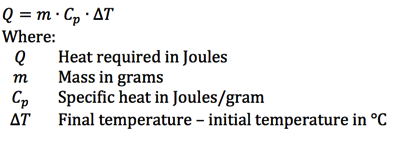 Q = m · Cₚ · ΔT
Where:
Q Heat required in Joules
m Mass in grams
Cₚ Specific heat in Joules/gram
ΔT Final temperature – initial temperature in °C